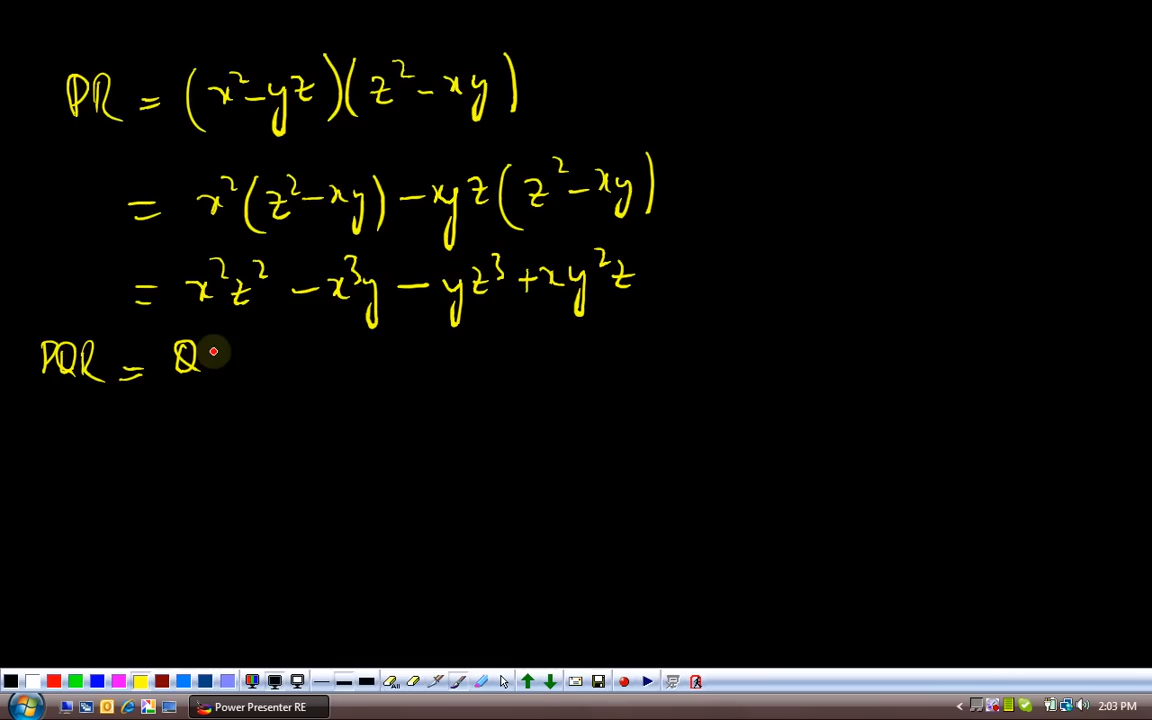 PR = (x²-yz)(z²-xy)
= x²(z²-xy) -xyz(z²-xy)
= x²z² -x³y - yz³ +xy²z
PQR = Q
All
Power Presenter RE
2:03 PM